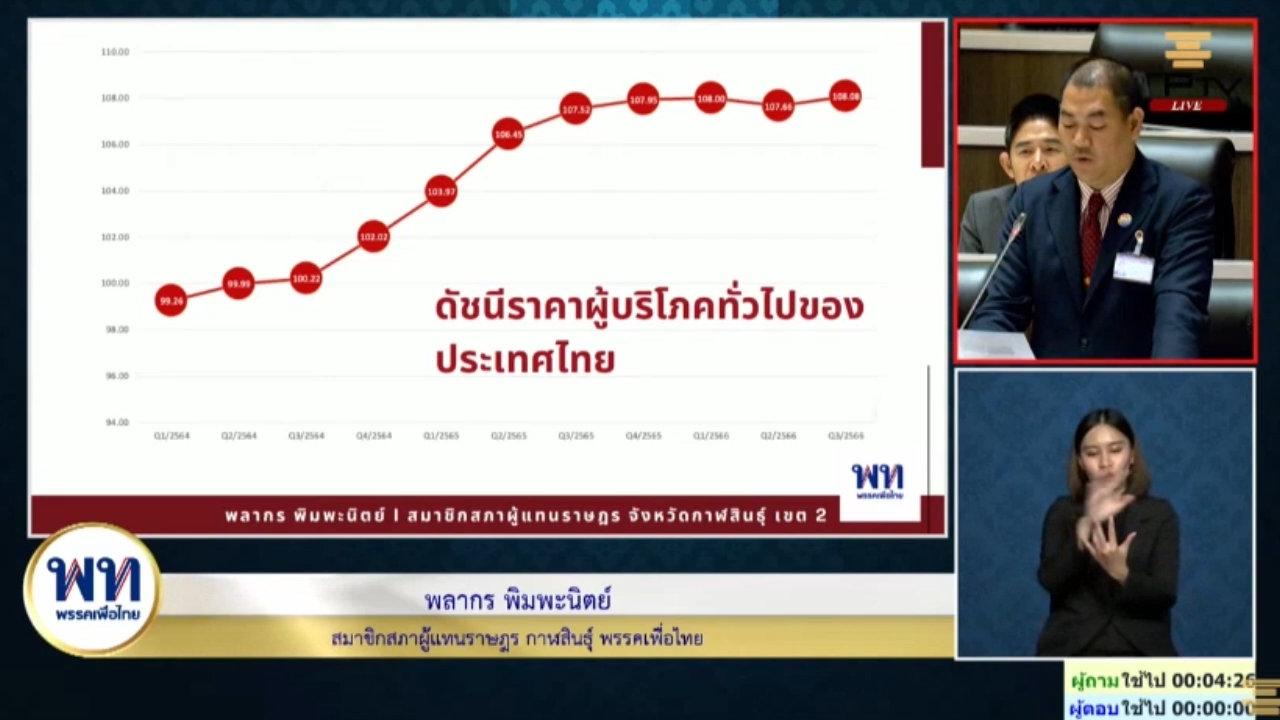 110.00
108.00
106.00
104.00
102.00
100.00
98.00
96.00
94.00
99.26
99.99
100.22
102.02
103.97
106.45
107.52
107.95
108.00
107.66
108.08
Q1/2564 Q2/2564 Q3/2564 Q4/2564 Q1/2565 Q2/2565 Q3/2565 Q4/2565 Q1/2566 Q2/2566 Q3/2566
ดัชนีราคาผู้บริโภคทั่วไปของ
ประเทศไทย
พท
พรรคเพื่อไทย
พลากร พิมพะนิตย์ | สมาชิกสภาผู้แทนราษฎร จังหวัดกาฬสินธุ์ เขต 2
TPTV
LIVE
พท
พรรคเพื่อไทย
พลากร พิมพะนิตย์
สมาชิกสภาผู้แทนราษฎร กาฬสินธุ์ พรรคเพื่อไทย
ผู้ถาม ใช้ไป 00:04:26
ผู้ตอบ ใช้ไป 00:00:00